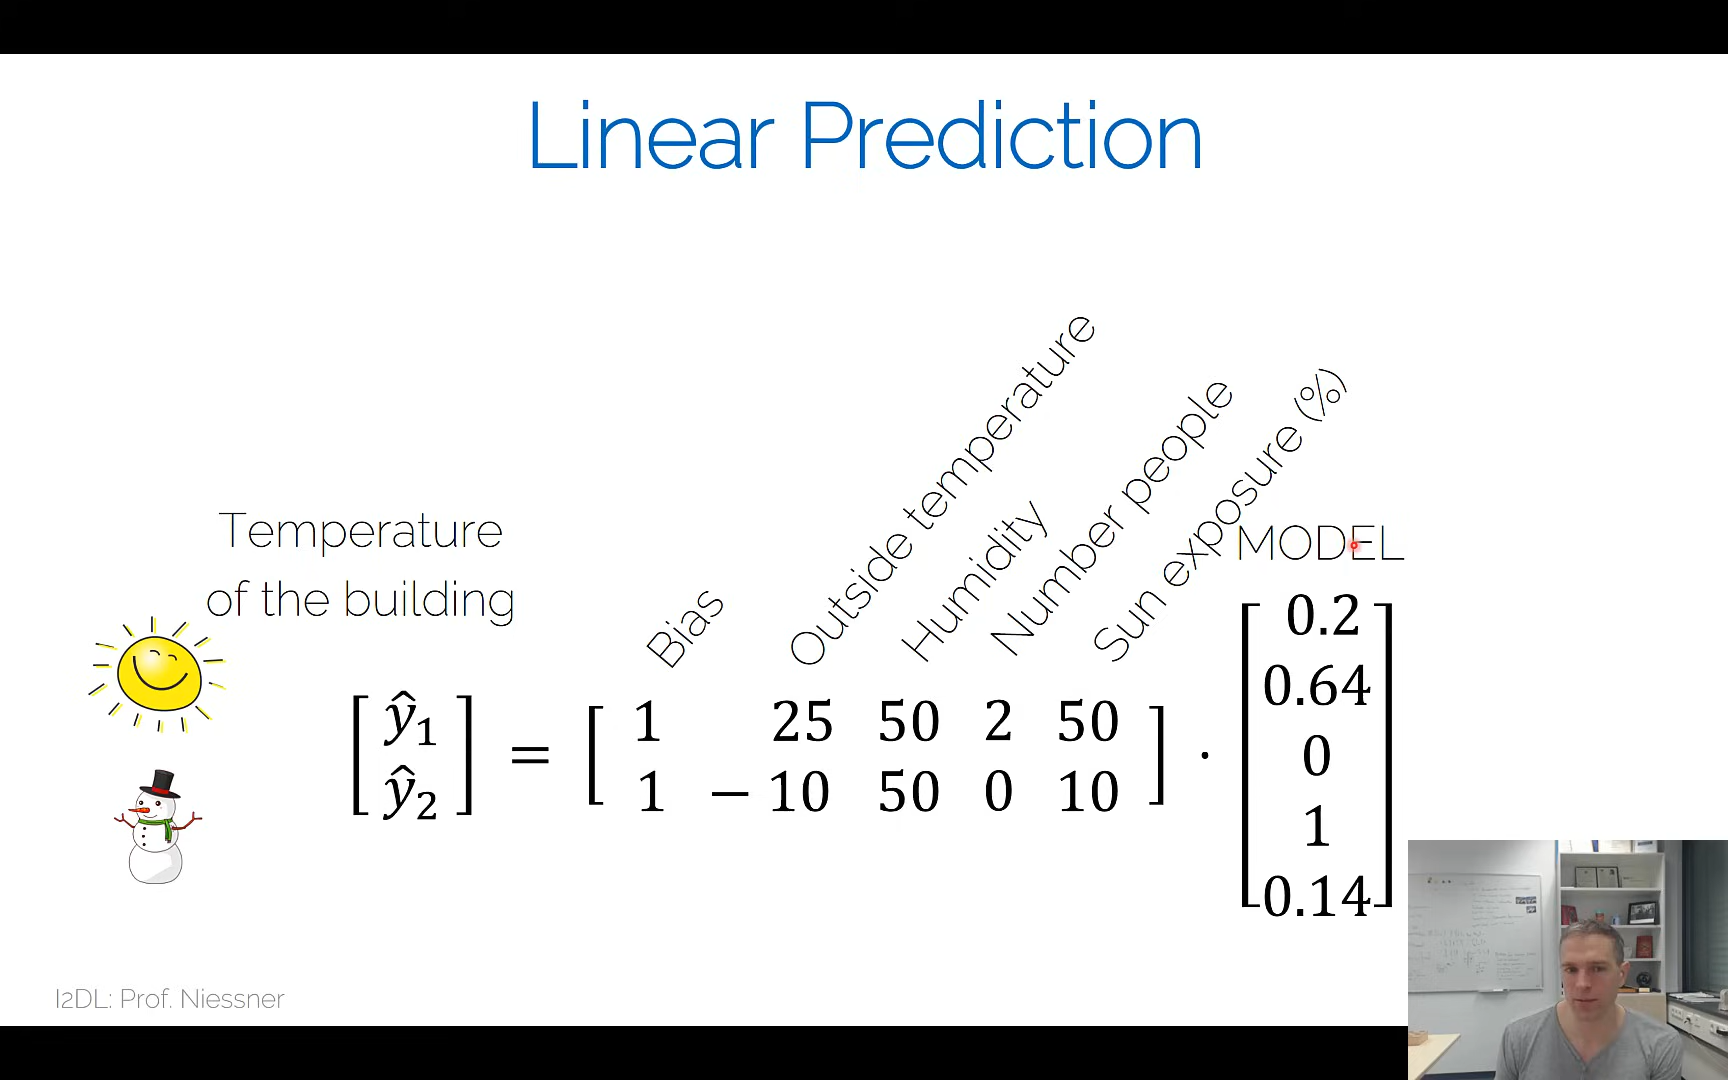 Linear Prediction
Temperature
of the building
Bias
Outside temperature
Humidity
Number people
Sun exposure (%)
MODEL
[ŷ₁] = [1 25 50 2 50] · [0.2]
[ŷ₂] [1 −10 50 0 10] [0.64]
[0]
[1]
[0.14]
I2DL: Prof. Niessner